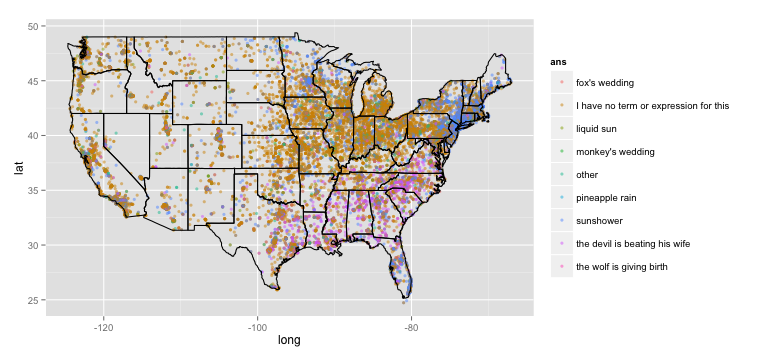 50
45
40
35
30
25
lat
-120
-100
-80
long
ans
fox's wedding
I have no term or expression for this
liquid sun
monkey's wedding
other
pineapple rain
sunshower
the devil is beating his wife
the wolf is giving birth